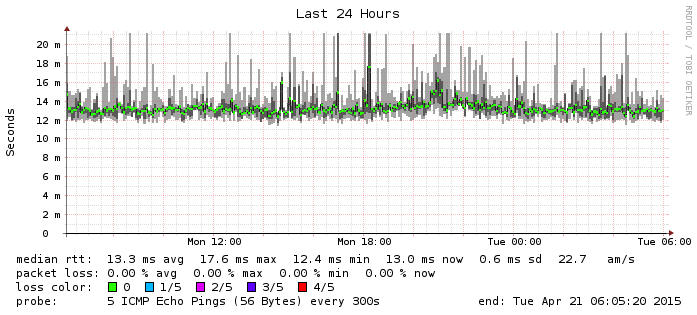 Last 24 Hours
RRDTOOL / TOBI OETIKER
Seconds
20 m
18 m
16 m
14 m
12 m
10 m
8 m
6 m
4 m
2 m
0
Mon 12:00 Mon 18:00 Tue 00:00 Tue 06:00
median rtt: 13.3 ms avg 17.6 ms max 12.4 ms min 13.0 ms now 0.6 ms sd 22.7 am/s
packet loss: 0.00 % avg 0.00 % max 0.00 % min 0.00 % now
loss color: 0 1/5 2/5 3/5 4/5
probe: 5 ICMP Echo Pings (56 Bytes) every 300s end: Tue Apr 21 06:05:20 2015